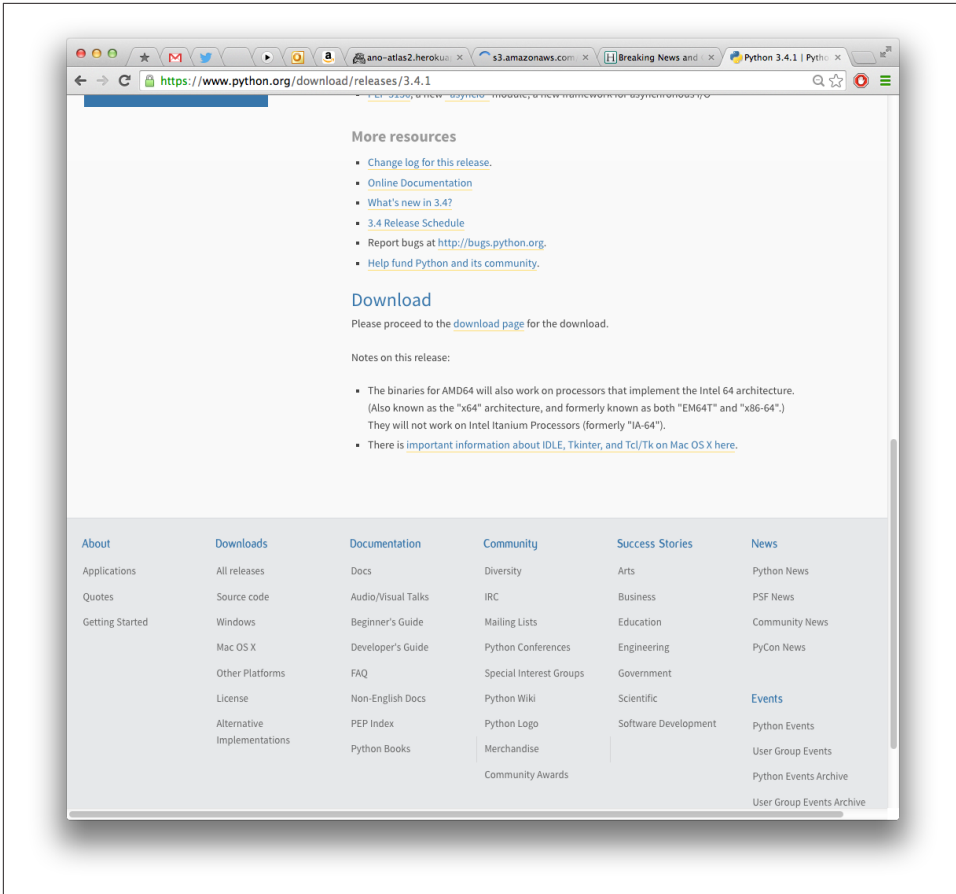 ano-atlas2.herokua
s3.amazonaws.com
Breaking News and
Python 3.4.1 | Pytho
https://www.python.org/download/releases/3.4.1
More resources
Change log for this release.
Online Documentation
What's new in 3.4?
3.4 Release Schedule
Report bugs at http://bugs.python.org.
Help fund Python and its community.
Download
Please proceed to the download page for the download.
Notes on this release:
The binaries for AMD64 will also work on processors that implement the Intel 64 architecture.
(Also known as the "x64" architecture, and formerly known as both "EM64T" and "x86-64".)
They will not work on Intel Itanium Processors (formerly "IA-64").
There is important information about IDLE, Tkinter, and Tcl/Tk on Mac OS X here.
About
Applications
Quotes
Getting Started
Downloads
All releases
Source code
Windows
Mac OS X
Other Platforms
License
Alternative
Implementations
Documentation
Docs
Audio/Visual Talks
Beginner's Guide
Developer's Guide
FAQ
Non-English Docs
PEP Index
Python Books
Community
Diversity
IRC
Mailing Lists
Python Conferences
Special Interest Groups
Python Wiki
Python Logo
Merchandise
Community Awards
Success Stories
Arts
Business
Education
Engineering
Government
Scientific
Software Development
News
Python News
PSF News
Community News
PyCon News
Events
Python Events
User Group Events
Python Events Archive
User Group Events Archive